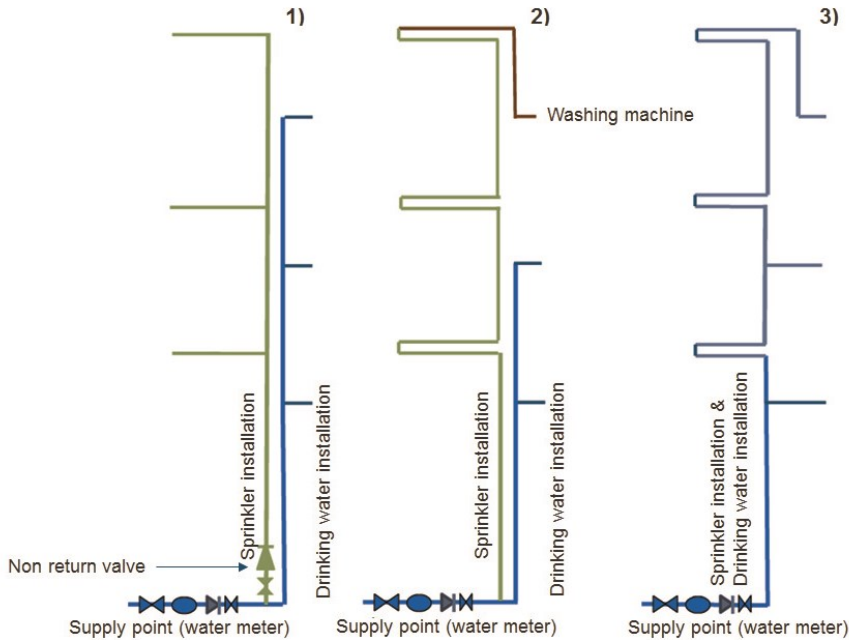 1)
2)
3)
Washing machine
Sprinkler installation
Drinking water installation
Sprinkler installation
Drinking water installation
Sprinkler installation &
Drinking water installation
Non return valve
Supply point (water meter)
Supply point (water meter)
Supply point (water meter)